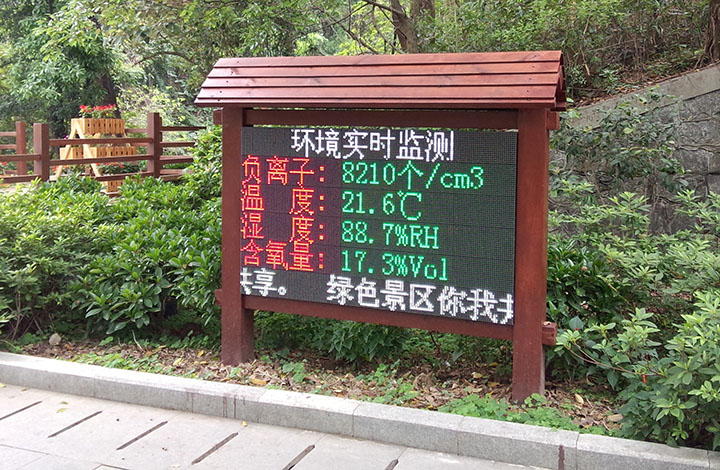 环境实时监测
负离子：8210个/cm3
温度：21.6℃
湿度：88.7%RH
含氧量：17.3%Vol
共享。 绿色景区你我共